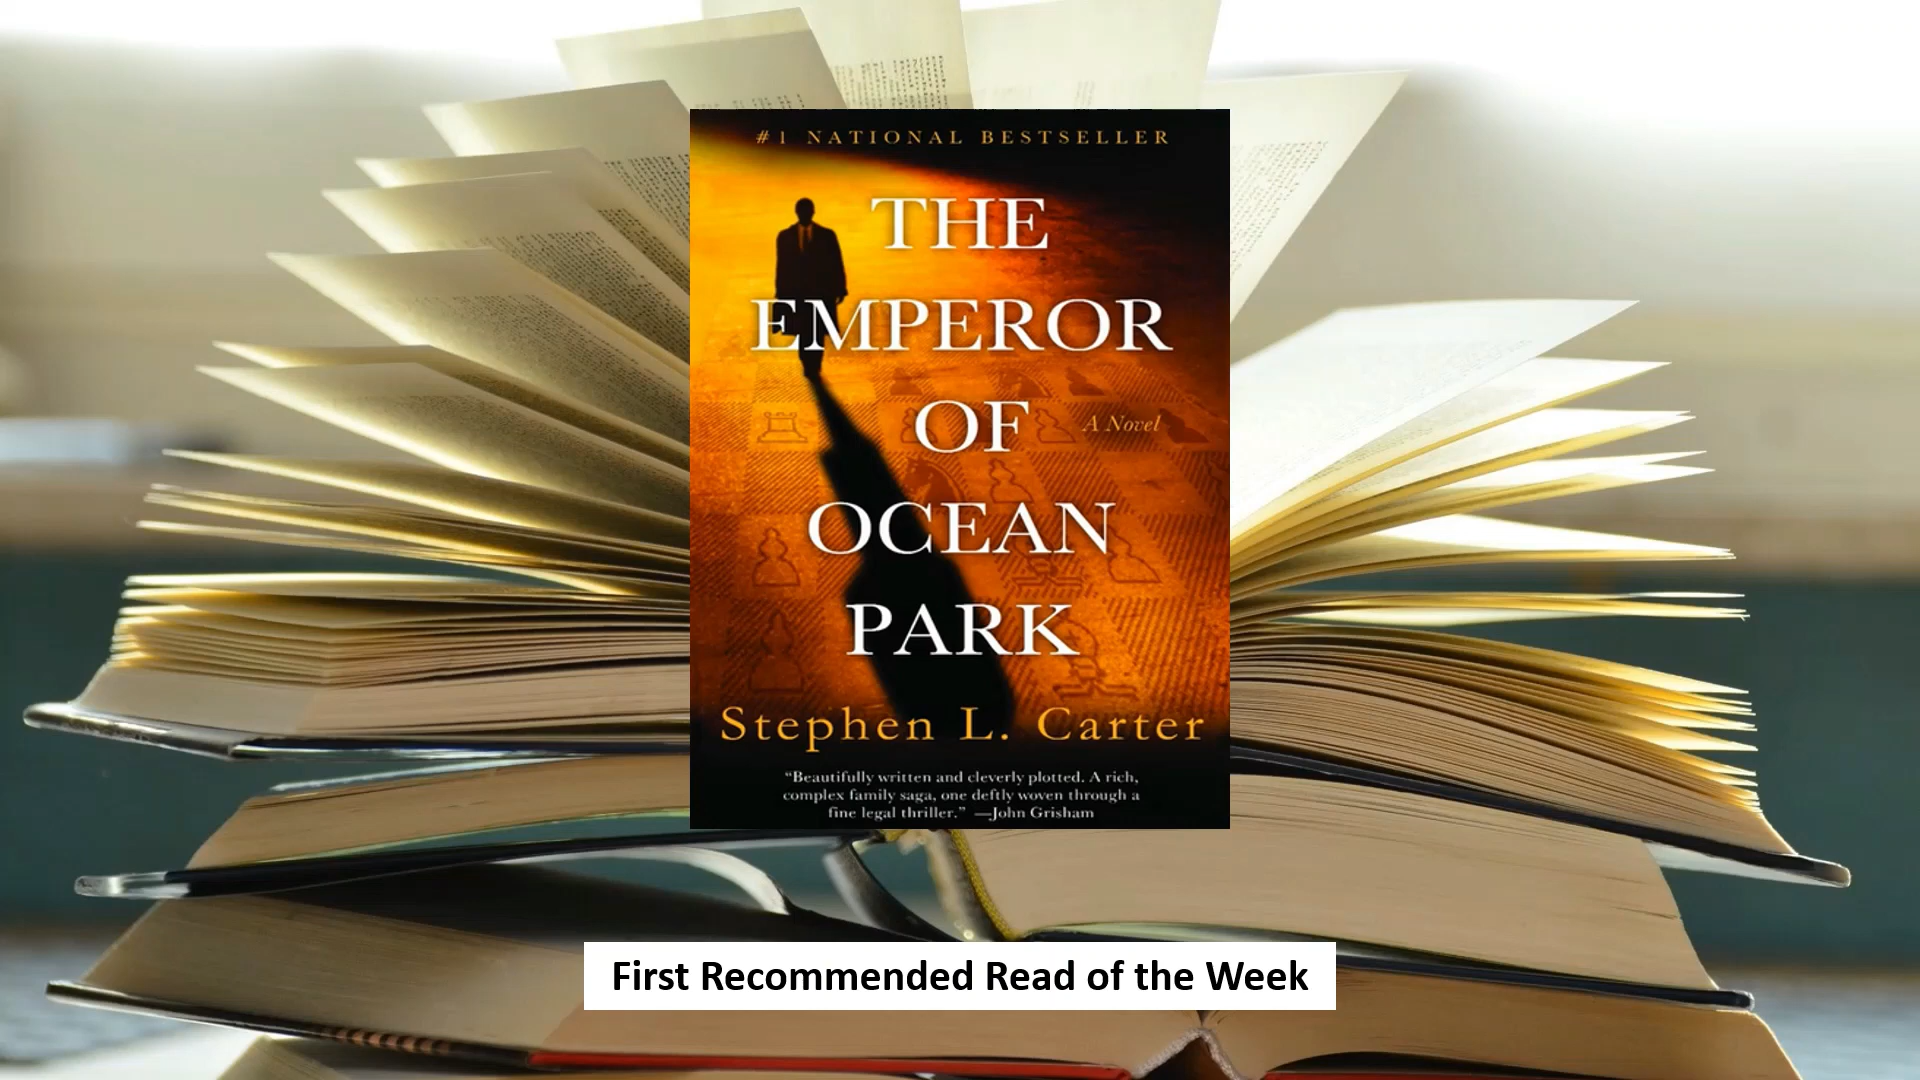 #1 NATIONAL BESTSELLER
THE
EMPEROR
OF
A Novel
OCEAN
PARK
Stephen L. Carter
“Beautifully written and cleverly plotted. A rich,
complex family saga, one deftly woven through a
fine legal thriller.” —John Grisham
First Recommended Read of the Week